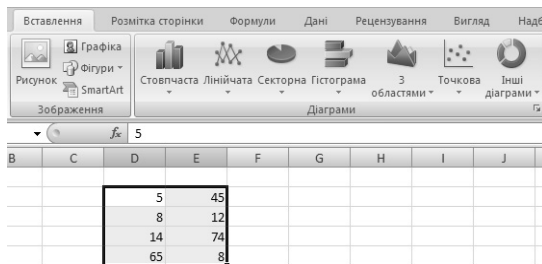 Вставлення Розмітка сторінки Формули Дані Рецензування Вигляд Надб
Графіка
Фігури
Рисунок
SmartArt
Стовпчаста Лінійчата Секторна Гістограма З областями Точкова Інші діаграми
Зображення Діаграми
fx 5
B C D E F G H I J
5 45
8 12
14 74
65 8